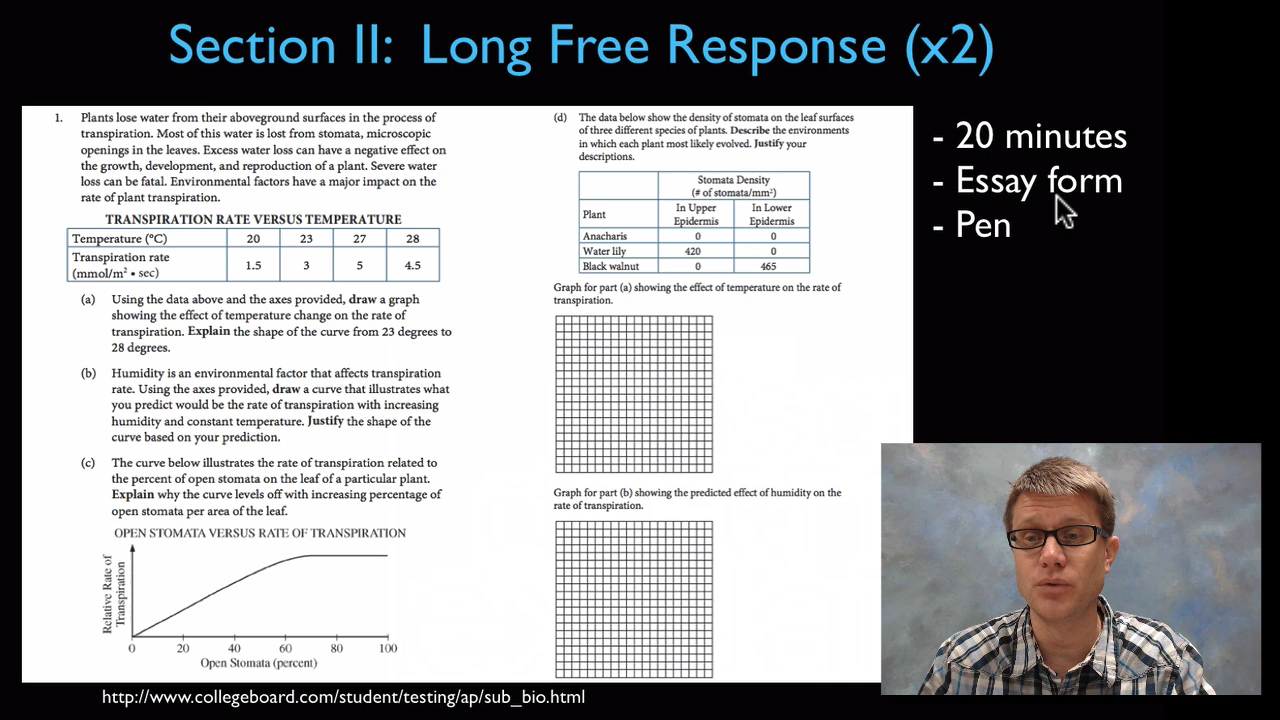 Section II: Long Free Response (x2)
1. Plants lose water from their aboveground surfaces in the process of
transpiration. Most of this water is lost from stomata, microscopic
openings in the leaves. Excess water loss can have a negative effect on
the growth, development, and reproduction of a plant. Severe water
loss can be fatal. Environmental factors have a major impact on the
rate of plant transpiration.
TRANSPIRATION RATE VERSUS TEMPERATURE
Temperature (°C) 20 23 27 28
Transpiration rate
(mmol/m² • sec) 1.5 3 5 4.5
(a) Using the data above and the axes provided, draw a graph
showing the effect of temperature change on the rate of
transpiration. Explain the shape of the curve from 23 degrees to
28 degrees.
(b) Humidity is an environmental factor that affects transpiration
rate. Using the axes provided, draw a curve that illustrates what
you predict would be the rate of transpiration with increasing
humidity and constant temperature. Justify the shape of the
curve based on your prediction.
(c) The curve below illustrates the rate of transpiration related to
the percent of open stomata on the leaf of a particular plant.
Explain why the curve levels off with increasing percentage of
open stomata per area of the leaf.
OPEN STOMATA VERSUS RATE OF TRANSPIRATION
Relative Rate of
Transpiration
0 20 40 60 80 100
Open Stomata (percent)
(d) The data below show the density of stomata on the leaf surfaces
of three different species of plants. Describe the environments
in which each plant most likely evolved. Justify your
descriptions.
Stomata Density
(# of stomata/mm²)
Plant In Upper Epidermis In Lower Epidermis
Anacharis 0 0
Water lily 420 0
Black walnut 0 465
Graph for part (a) showing the effect of temperature on the rate of
transpiration.
Graph for part (b) showing the predicted effect of humidity on the
rate of transpiration.
- 20 minutes
- Essay form
- Pen
http://www.collegeboard.com/student/testing/ap/sub_bio.html